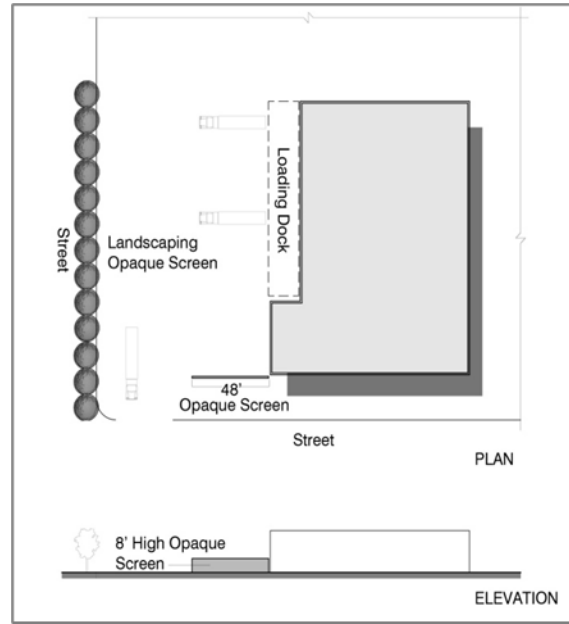 Loading Dock
Street
Landscaping
Opaque Screen
48'
Opaque Screen
Street
PLAN
8' High Opaque
Screen
ELEVATION